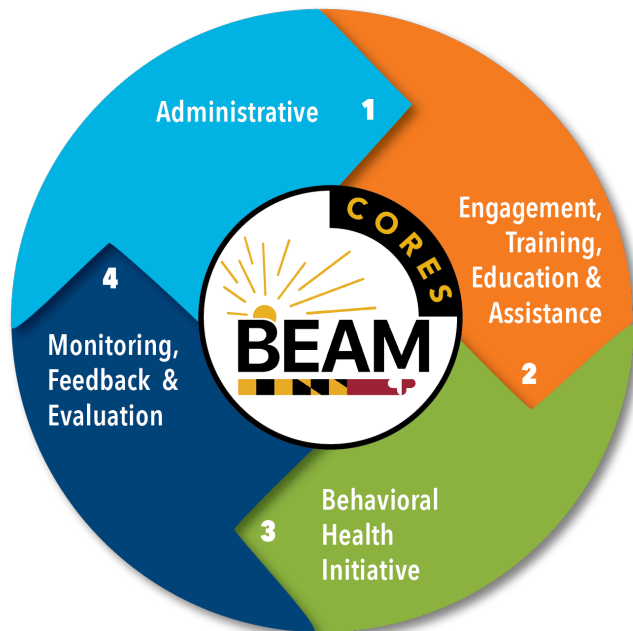 Administrative 1
Engagement,
Training,
Education &
Assistance
2
Behavioral
Health
Initiative
3
Monitoring,
Feedback &
Evaluation
4
CORES
BEAM